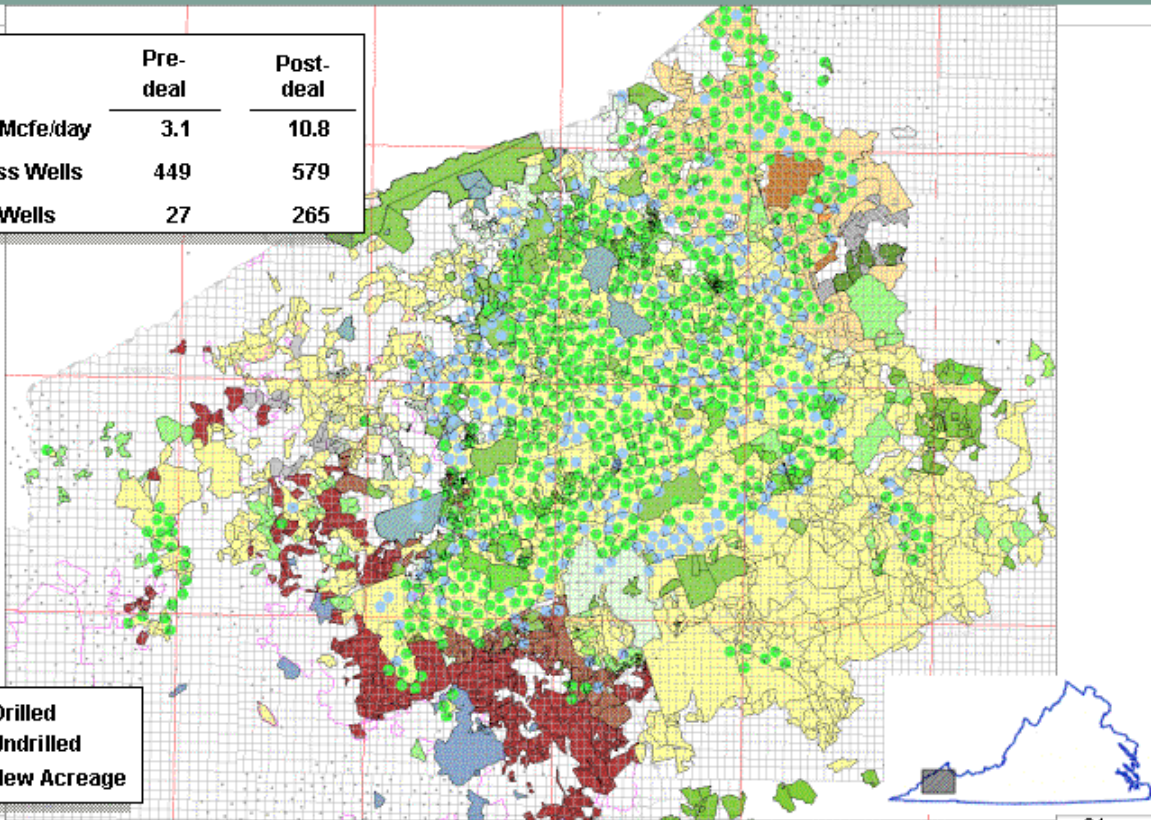 Pre- Post-
deal deal
Mcfe/day 3.1 10.8
ss Wells 449 579
Wells 27 265
Drilled
Undrilled
New Acreage